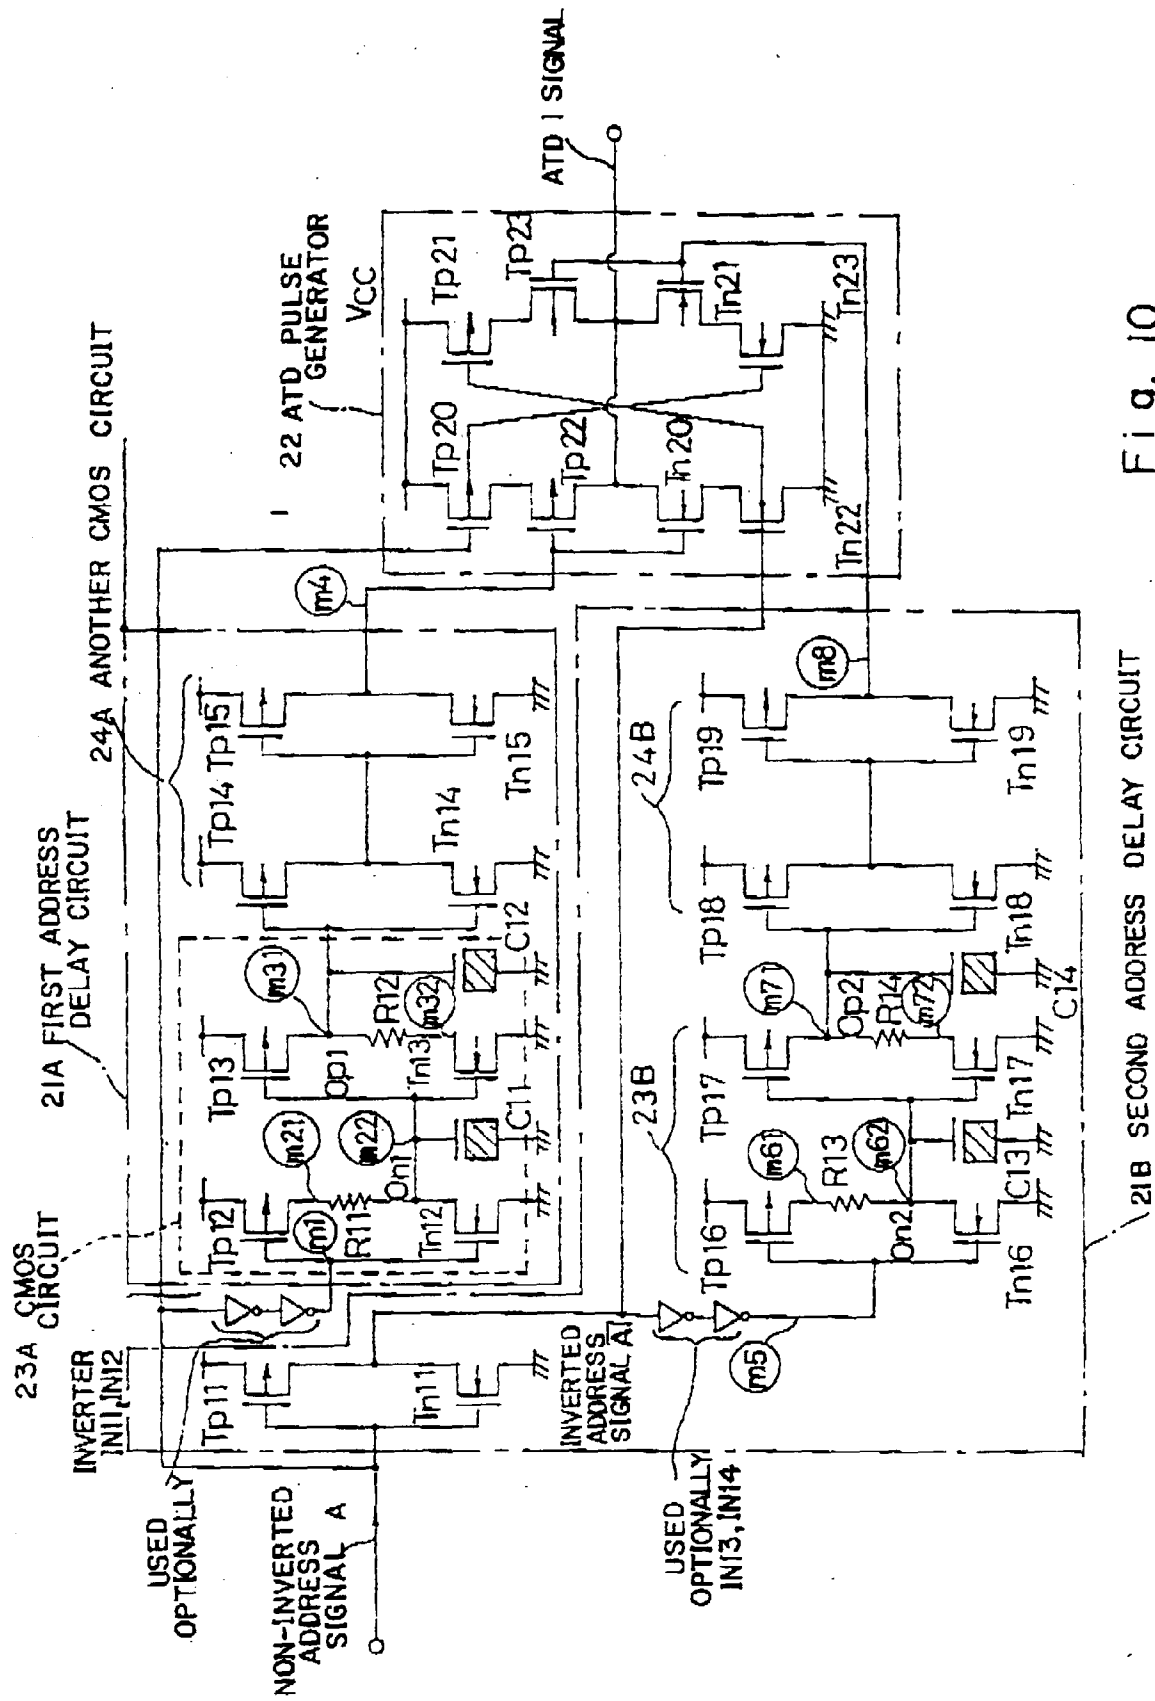 21A FIRST ADDRESS
DELAY CIRCUIT
24A ANOTHER CMOS CIRCUIT
23A CMOS
CIRCUIT
INVERTER
IN11,IN12
USED
OPTIONALLY
NON-INVERTED
ADDRESS
SIGNAL A
Tp11
Tn11
Tp12
m1
m21
R11
m22
On1
Tn12
C11
Tp13
Op1
m31
R12
m32
Tn13
C12
Tp14
Tn14
Tp15
Tn15
m4
22 ATD PULSE
GENERATOR
VCC
Tp20
Tp21
Tp22
Tp23
Tn20
Tn21
Tn22
Tn23
ATD 1 SIGNAL
INVERTED
ADDRESS
SIGNAL A̅
USED
OPTIONALLY
IN13,IN14
m5
23B
24B
Tp16
m61
R13
m62
On2
Tn16
C13
Tp17
m71
Op2
R14
m72
Tn17
C14
Tp18
Tn18
Tp19
Tn19
m8
21B SECOND ADDRESS DELAY CIRCUIT
Fig. 10